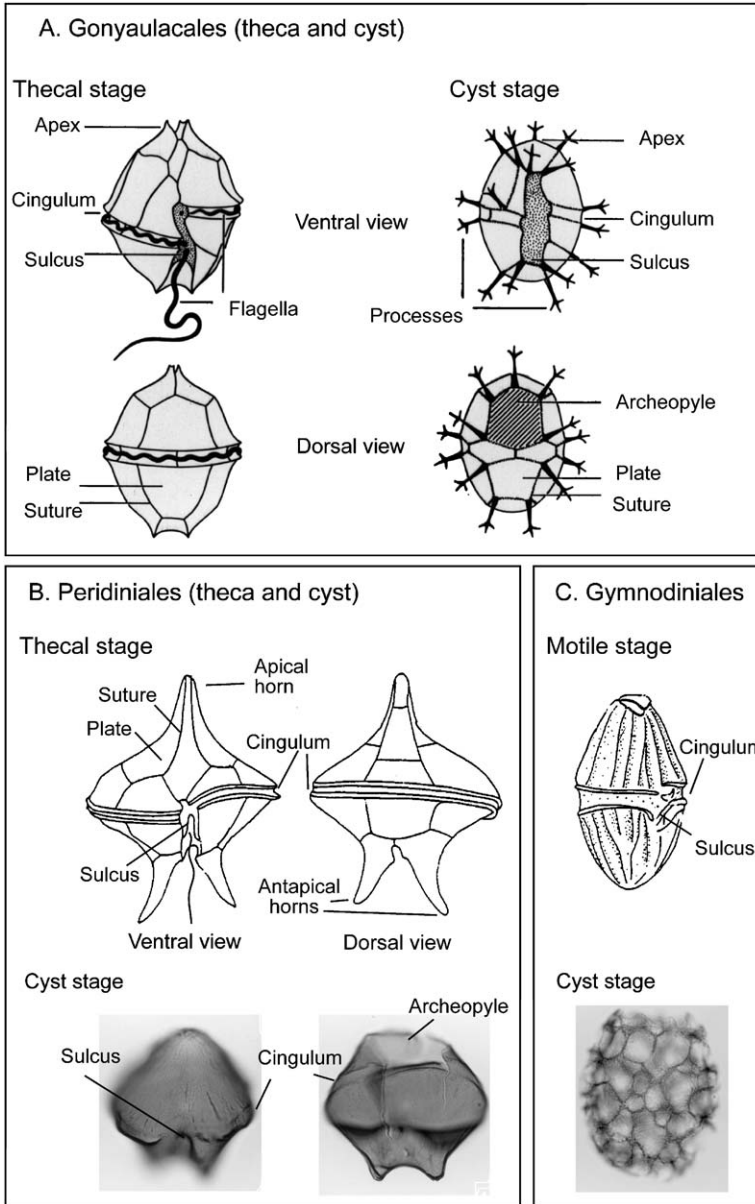 A. Gonyaulacales (theca and cyst)
Thecal stage
Cyst stage
Apex
Cingulum
Sulcus
Flagella
Ventral view
Apex
Cingulum
Sulcus
Processes
Plate
Suture
Dorsal view
Archeopyle
Plate
Suture
B. Peridiniales (theca and cyst)
Thecal stage
Apical
horn
Suture
Plate
Cingulum
Sulcus
Antapical
horns
Ventral view
Dorsal view
Cyst stage
Sulcus
Cingulum
Archeopyle
C. Gymnodiniales
Motile stage
Cingulum
Sulcus
Cyst stage